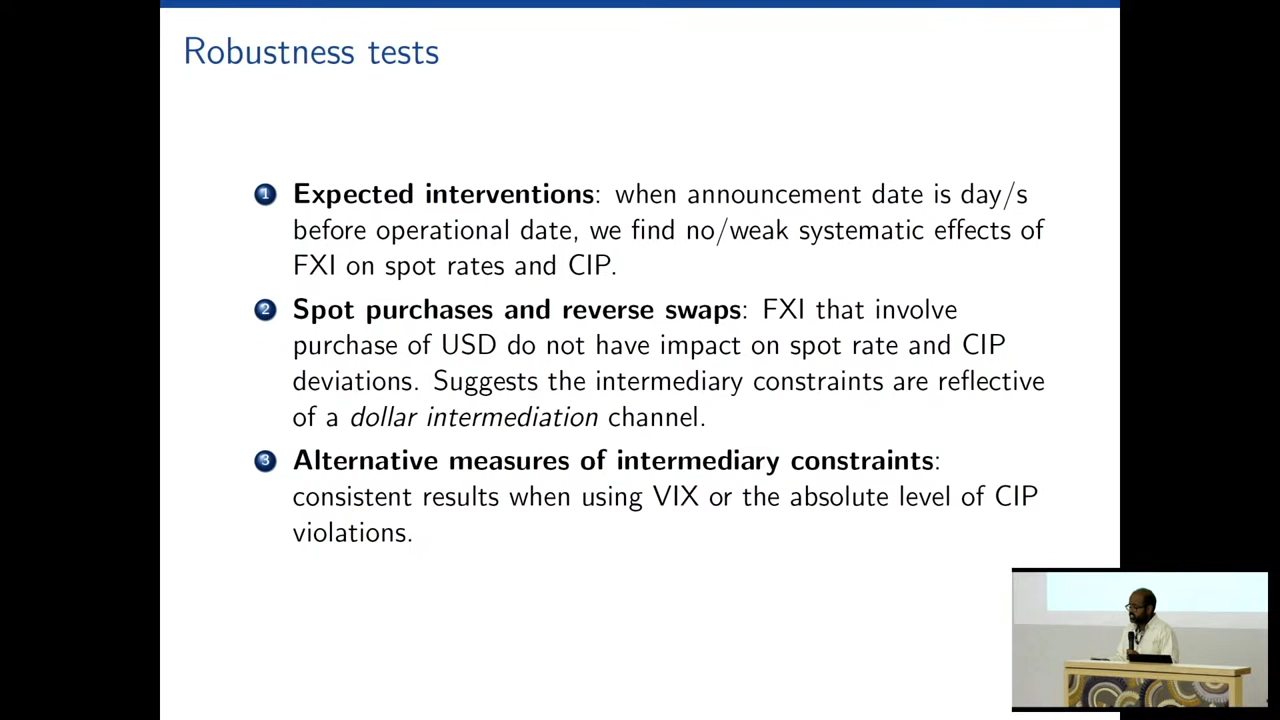 Robustness tests
1 Expected interventions: when announcement date is day/s
before operational date, we find no/weak systematic effects of
FXI on spot rates and CIP.
2 Spot purchases and reverse swaps: FXI that involve
purchase of USD do not have impact on spot rate and CIP
deviations. Suggests the intermediary constraints are reflective
of a dollar intermediation channel.
3 Alternative measures of intermediary constraints:
consistent results when using VIX or the absolute level of CIP
violations.